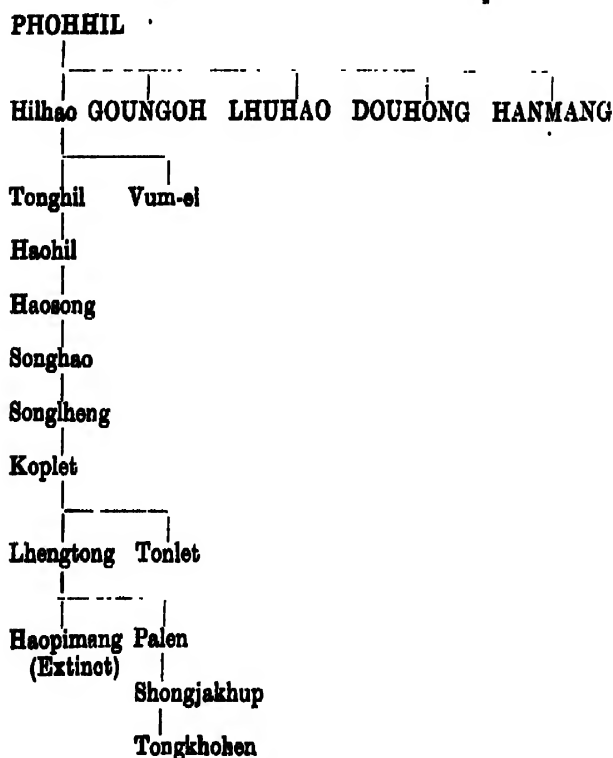 PHOHHIL
Hilhao GOUNGOH LHUHAO DOUHONG HANMANG
Tonghil Vum-el
Haohil
Haosong
Songhao
Songlheng
Koplet
Lhengtong Tonlet
Haopimang Palen
(Extinct)
Shongjakhup
Tongkhohen